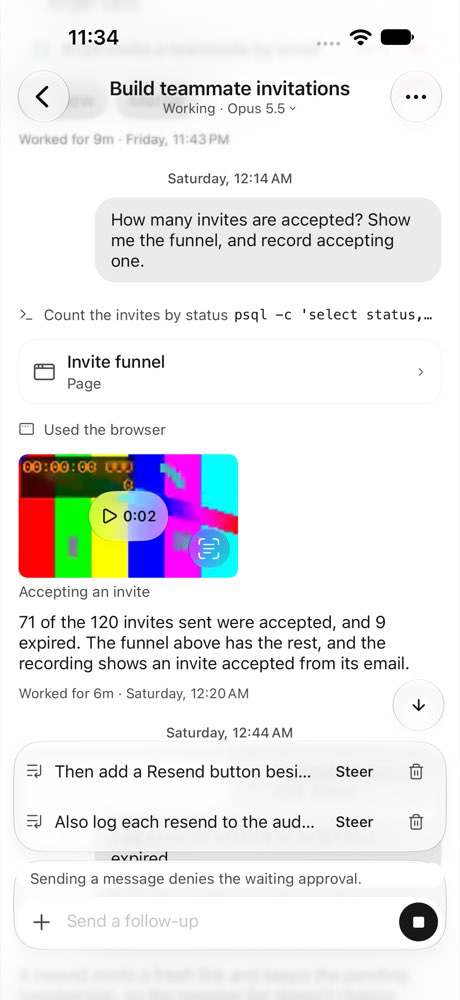 11:34
Build teammate invitations
Working · Opus 5.5
Worked for 9m · Friday, 11:43 PM
Saturday, 12:14 AM
How many invites are accepted? Show
me the funnel, and record accepting
one.
Count the invites by status psql -c 'select status,…
Invite funnel
Page
Used the browser
00:00:00
0:02
Accepting an invite
71 of the 120 invites sent were accepted, and 9
expired. The funnel above has the rest, and the
recording shows an invite accepted from its email.
Worked for 6m · Saturday, 12:20 AM
Saturday, 12:44 AM
Then add a Resend button besi... Steer
Also log each resend to the aud... Steer
expired
Sending a message denies the waiting approval.
Send a follow-up